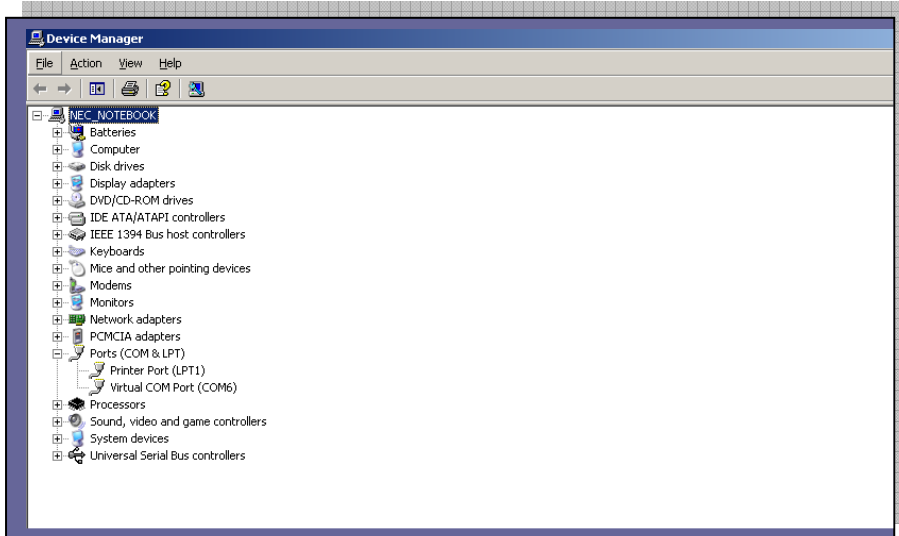 Device Manager
File Action View Help
NEC_NOTEBOOK
Batteries
Computer
Disk drives
Display adapters
DVD/CD-ROM drives
IDE ATA/ATAPI controllers
IEEE 1394 Bus host controllers
Keyboards
Mice and other pointing devices
Modems
Monitors
Network adapters
PCMCIA adapters
Ports (COM & LPT)
Printer Port (LPT1)
Virtual COM Port (COM6)
Processors
Sound, video and game controllers
System devices
Universal Serial Bus controllers